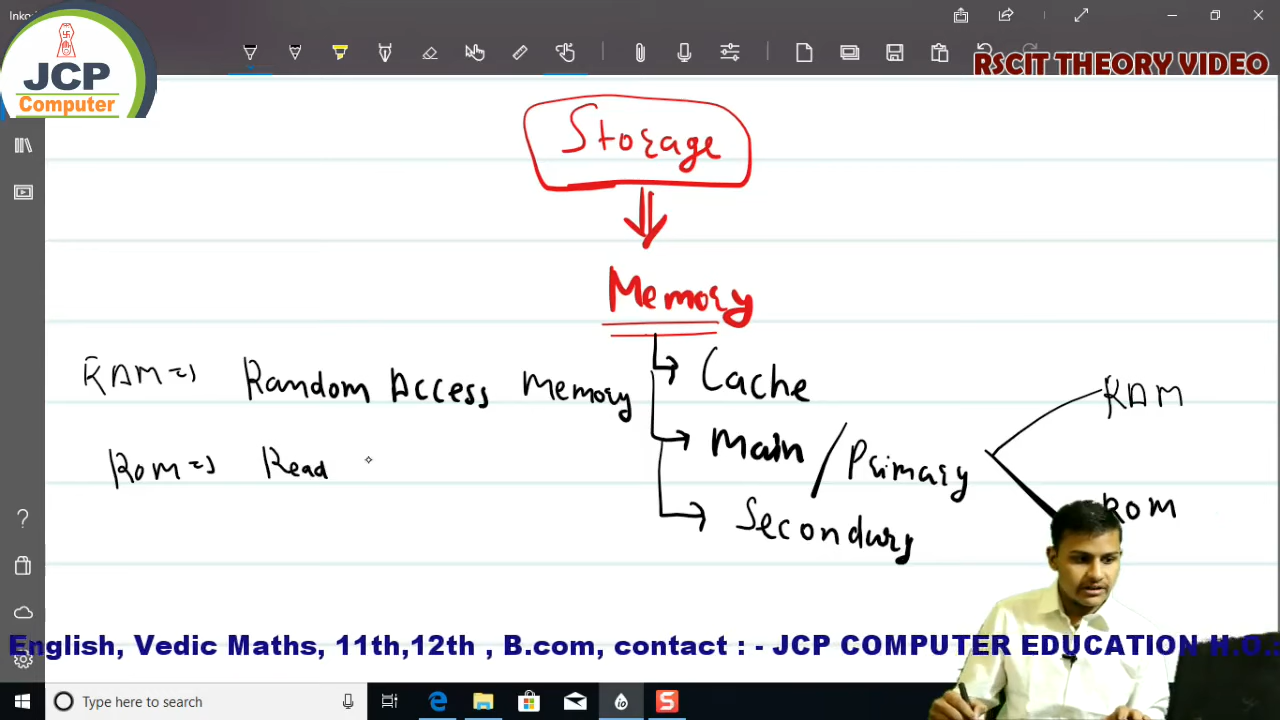 Inko
JCP
Computer
RSCIT THEORY VIDEO
Storage
Memory
RAM => Random Access Memory
Cache
RAM
Main / Primary
ROM => Read
ROM
Secondary
English, Vedic Maths, 11th,12th , B.com, contact : - JCP COMPUTER EDUCATION H.O.:
Type here to search